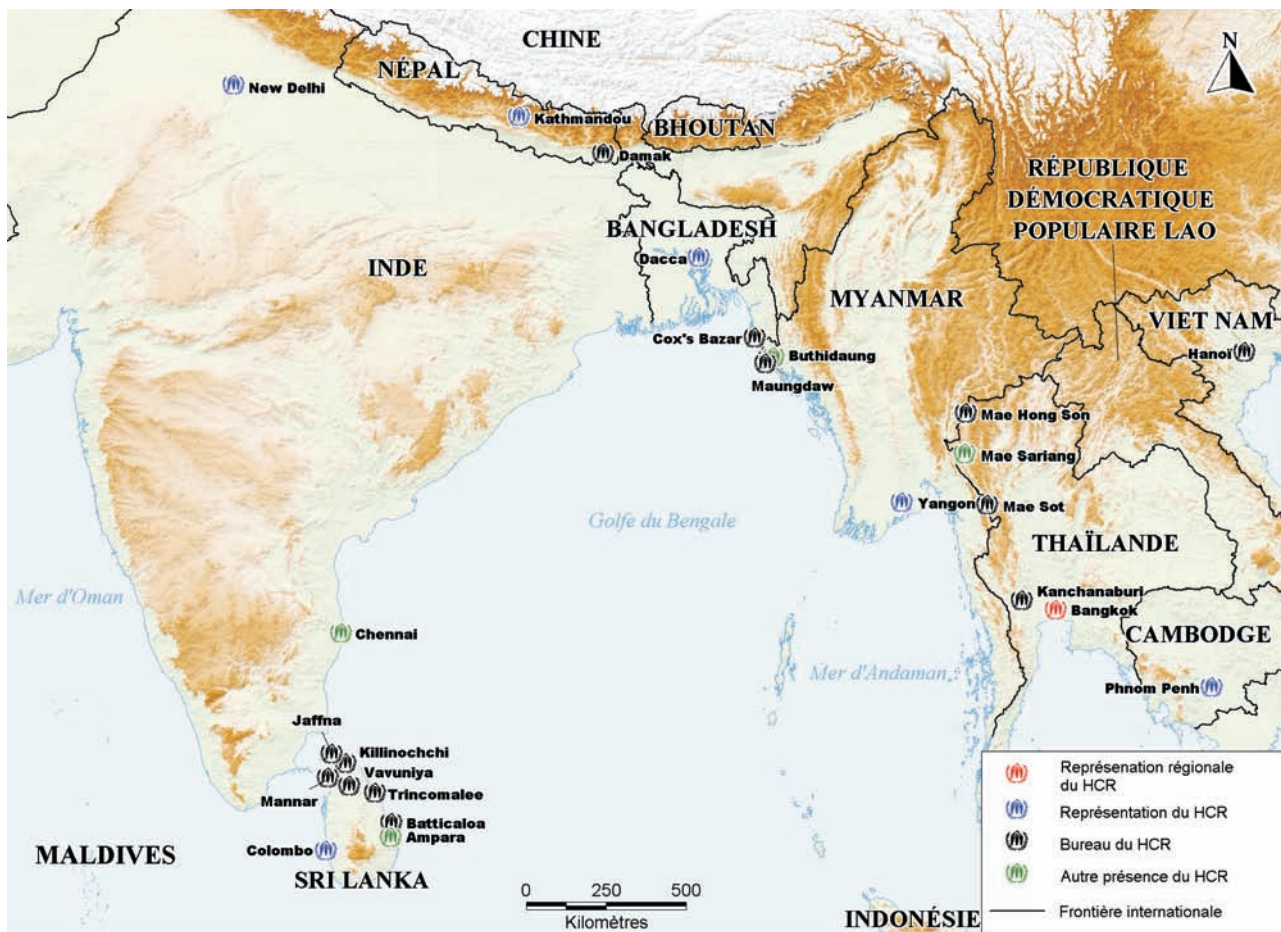 CHINE
N
NÉPAL
New Delhi
Kathmandou
BHOUTAN
Damak
RÉPUBLIQUE
DÉMOCRATIQUE
POPULAIRE LAO
BANGLADESH
Dacca
INDE
MYANMAR
VIET NAM
Hanoï
Cox's Bazar
Buthidaung
Maungdaw
Mae Hong Son
Mae Sariang
Yangon
Mae Sot
Golfe du Bengale
THAÏLANDE
Mer d'Oman
Kanchanaburi
Bangkok
Chennai
CAMBODGE
Mer d'Andaman
Phnom Penh
Jaffna
Killinochchi
Vavuniya
Mannar
Trincomalee
Batticaloa
Ampara
Colombo
MALDIVES
SRI LANKA
INDONÉSIE
0 250 500
Kilomètres
Représenation régionale
du HCR
Représentation du HCR
Bureau du HCR
Autre présence du HCR
Frontière internationale